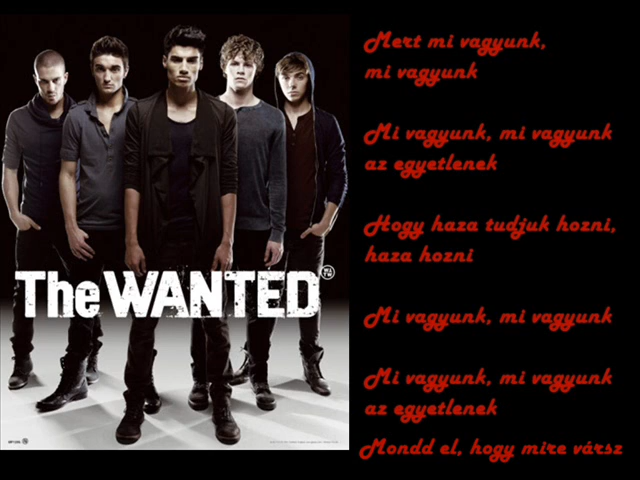 The WANTED
Mert mi vagyunk,
mi vagyunk
Mi vagyunk, mi vagyunk
az egyetlenek
Hogy haza tudjuk hozni,
haza hozni
Mi vagyunk, mi vagyunk
Mi vagyunk, mi vagyunk
az egyetlenek
Mondd el, hogy mire vársz